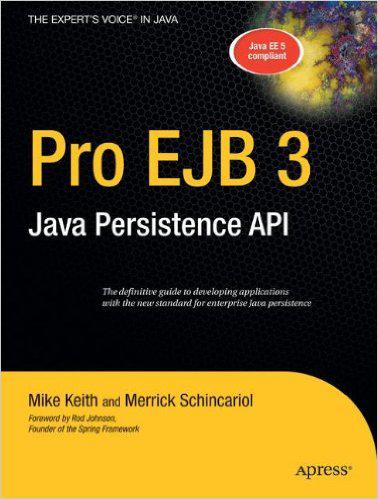 THE EXPERT'S VOICE® IN JAVA
Java EE 5
compliant
Pro EJB 3
Java Persistence API
The definitive guide to developing applications
with the new standard for enterprise Java persistence
Mike Keith and Merrick Schincariol
Foreword by Rod Johnson,
Founder of the Spring Framework
Apress®